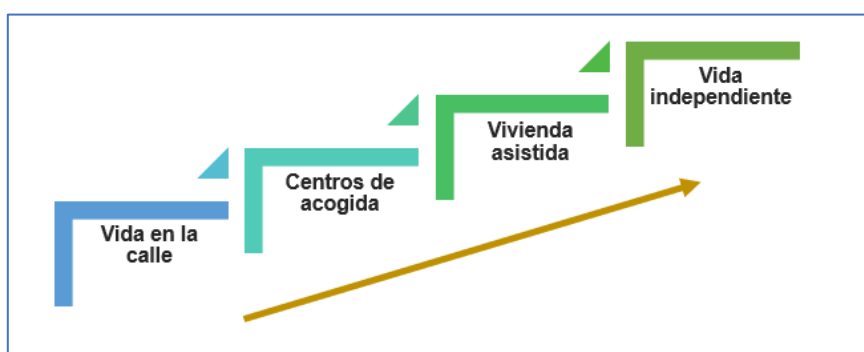 Vida en la
calle
Centros de
acogida
Vivienda
asistida
Vida
independiente